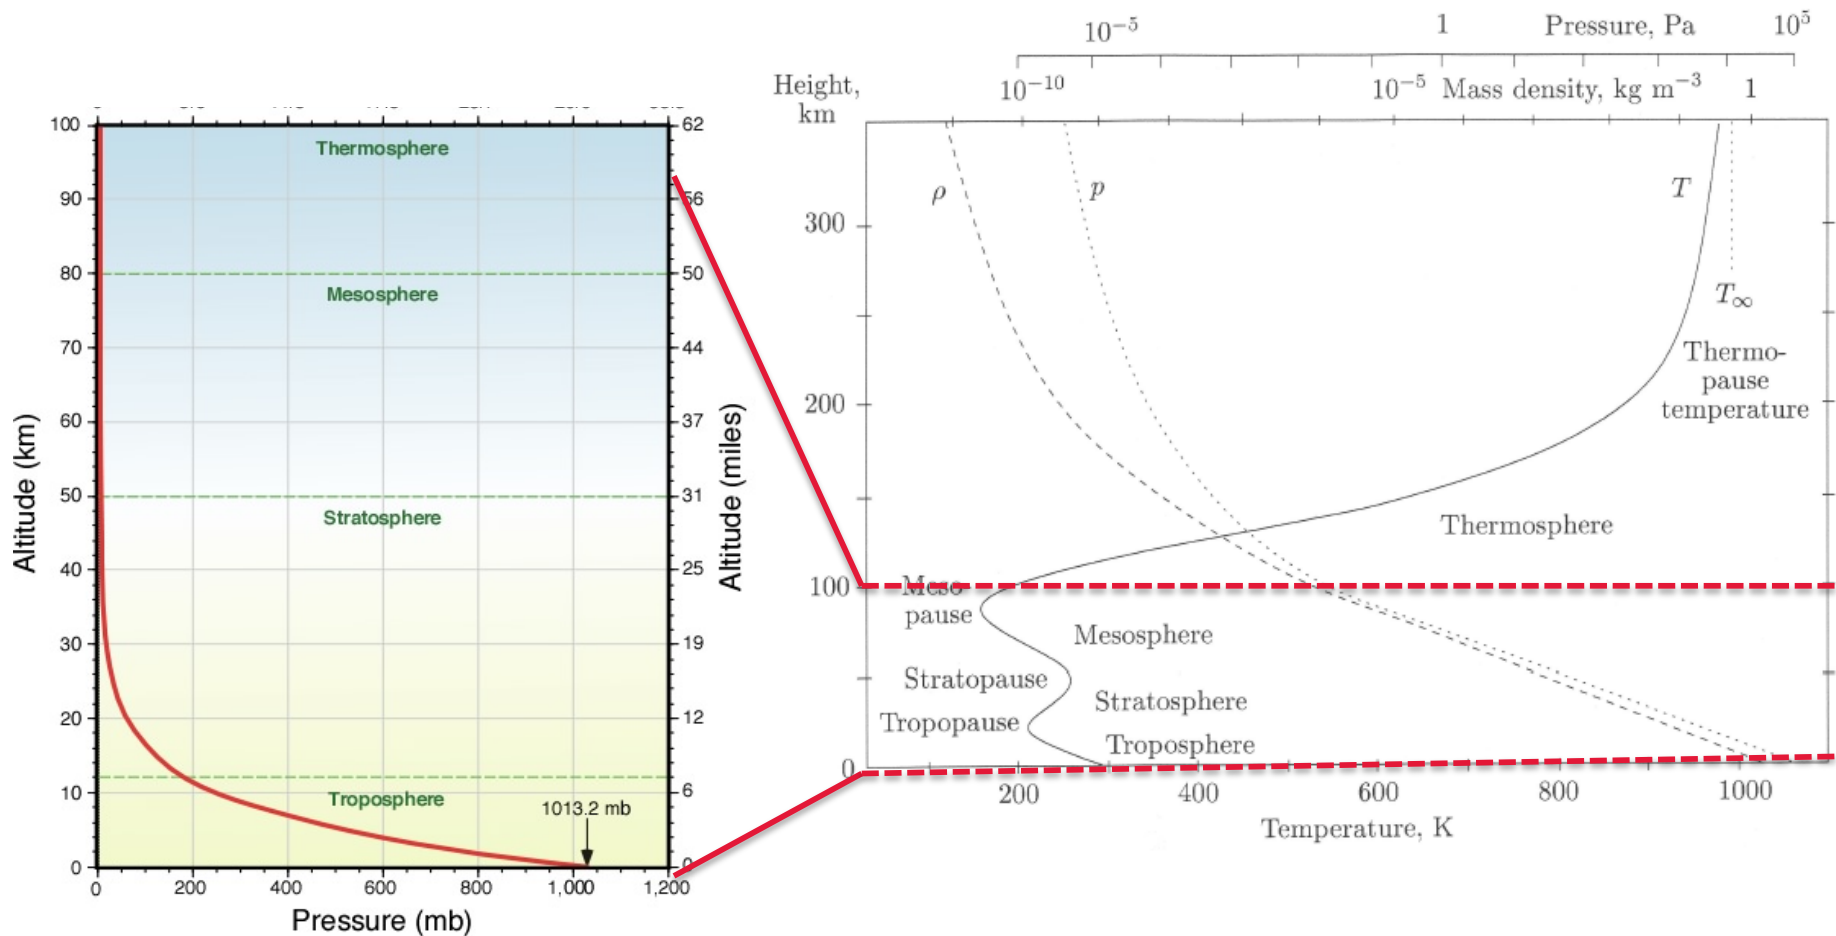 100
90
80
70
60
50
40
30
20
10
0
Altitude (km)
Thermosphere
Mesosphere
Stratosphere
Troposphere
1013.2 mb
62
56
50
44
37
31
25
19
12
6
0
Altitude (miles)
0 200 400 600 800 1,000 1,200
Pressure (mb)
10⁻⁵ 1 Pressure, Pa 10⁵
10⁻¹⁰ 10⁻⁵ Mass density, kg m⁻³ 1
Height,
km
300
200
100
0
ρ
p
T
T∞
Thermo-
pause
temperature
Thermosphere
Meso-
pause
Mesosphere
Stratopause
Stratosphere
Tropopause
Troposphere
200 400 600 800 1000
Temperature, K